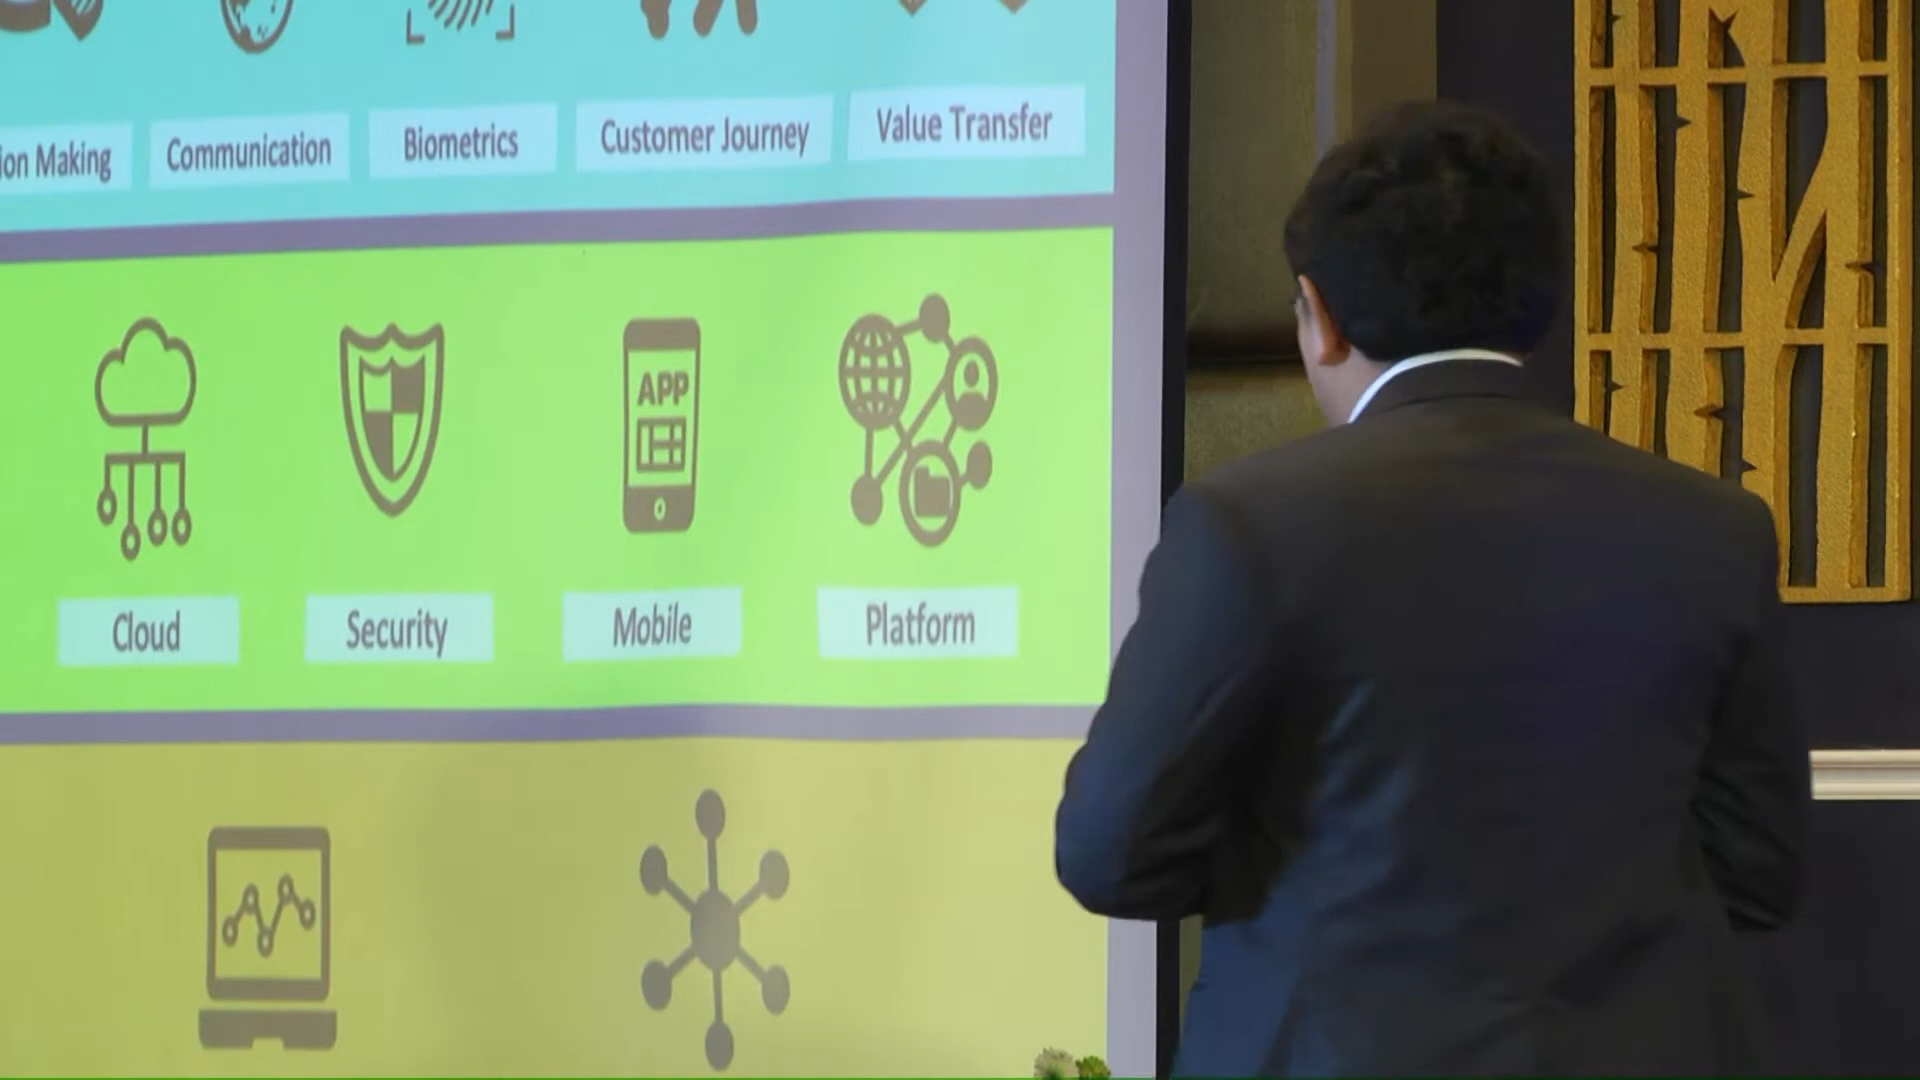 ion Making
Communication
Biometrics
Customer Journey
Value Transfer
APP
Cloud
Security
Mobile
Platform